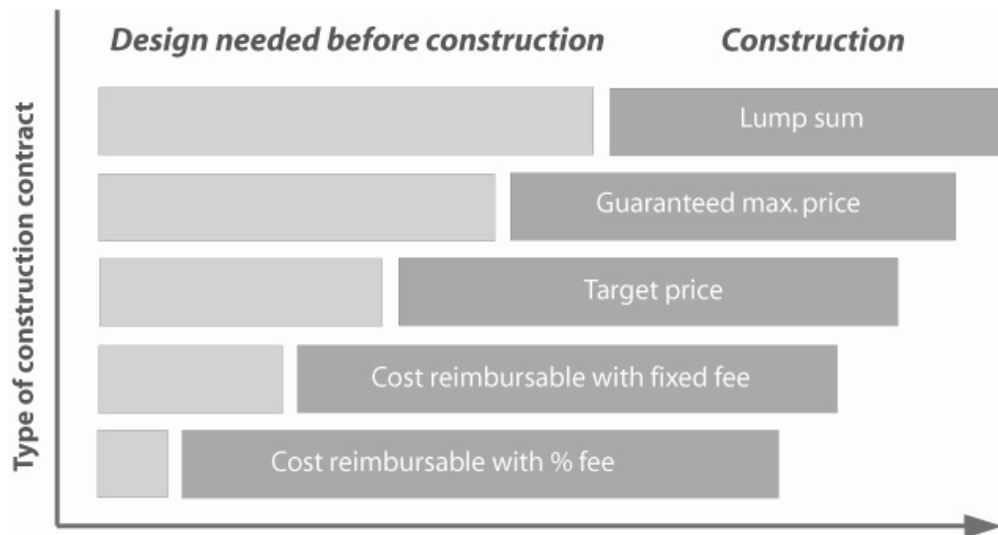 Design needed before construction
Construction
Type of construction contract
Lump sum
Guaranteed max. price
Target price
Cost reimbursable with fixed fee
Cost reimbursable with % fee